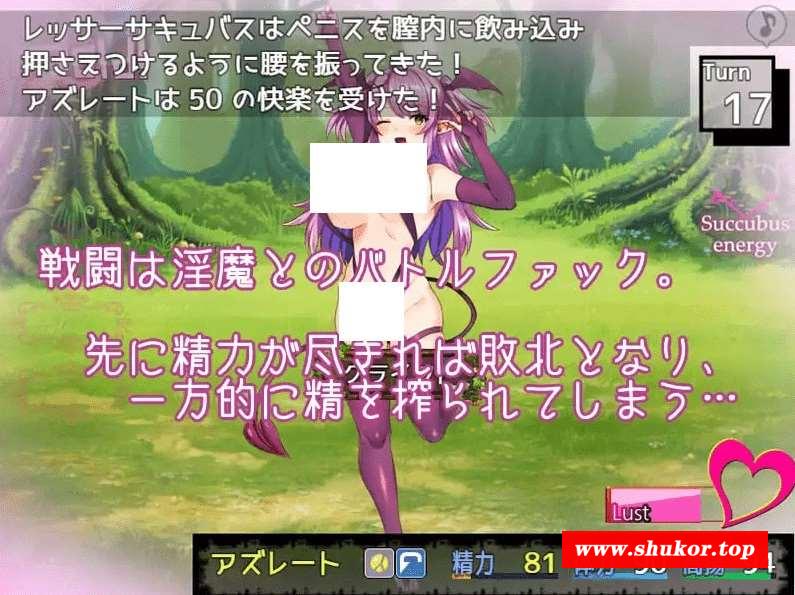 レッサーサキュバスはペニスを膣内に飲み込み
押さえつけるように腰を振ってきた！
アズレートは 50 の快楽を受けた！
Turn
17
Succubus
energy
戦闘は淫魔とのバトルファック。
先に精力が尽きれば敗北となり、
一方的に精を搾られてしまう…
Lust
アズレート 精力 81
www.shukor.top